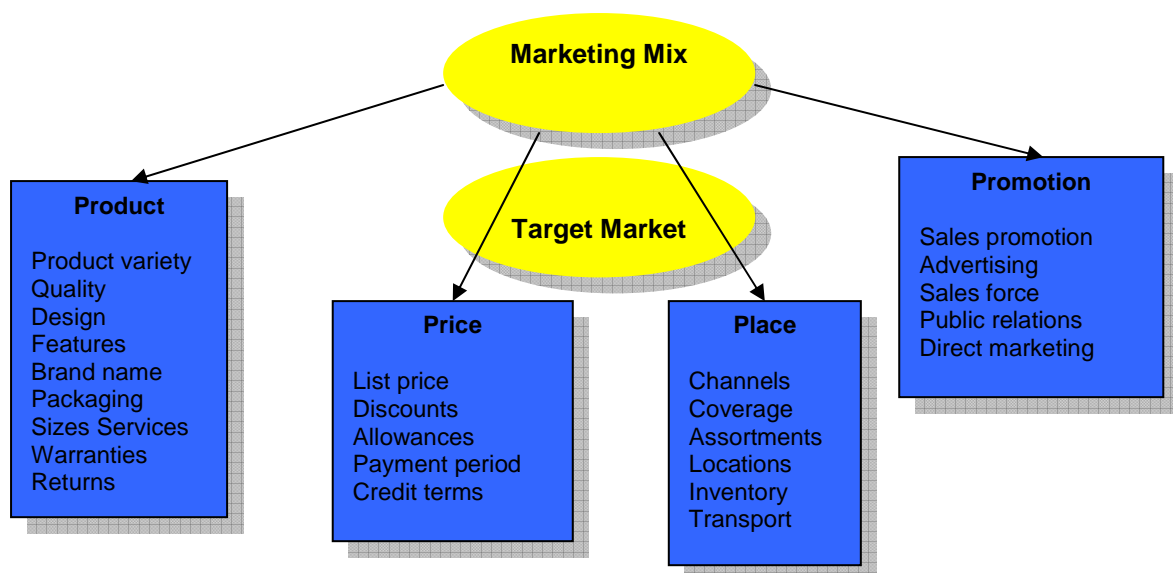 Marketing Mix
Target Market
Product
Product variety
Quality
Design
Features
Brand name
Packaging
Sizes Services
Warranties
Returns
Price
List price
Discounts
Allowances
Payment period
Credit terms
Place
Channels
Coverage
Assortments
Locations
Inventory
Transport
Promotion
Sales promotion
Advertising
Sales force
Public relations
Direct marketing